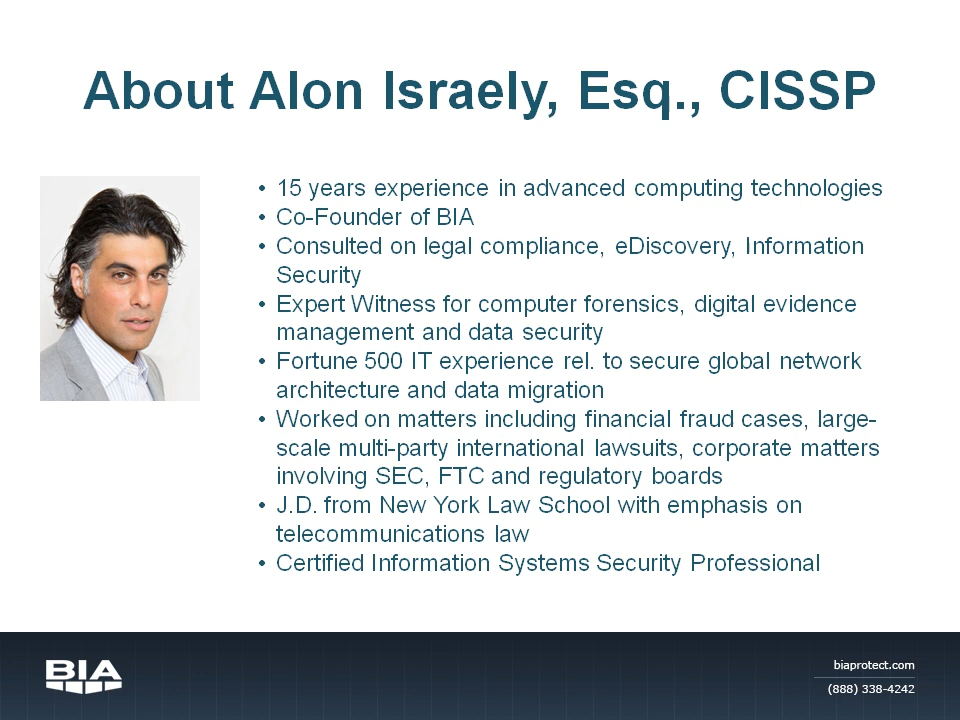 About Alon Israely, Esq., CISSP
• 15 years experience in advanced computing technologies
• Co-Founder of BIA
• Consulted on legal compliance, eDiscovery, Information
Security
• Expert Witness for computer forensics, digital evidence
management and data security
• Fortune 500 IT experience rel. to secure global network
architecture and data migration
• Worked on matters including financial fraud cases, large-
scale multi-party international lawsuits, corporate matters
involving SEC, FTC and regulatory boards
• J.D. from New York Law School with emphasis on
telecommunications law
• Certified Information Systems Security Professional
BIA
biaprotect.com
(888) 338-4242